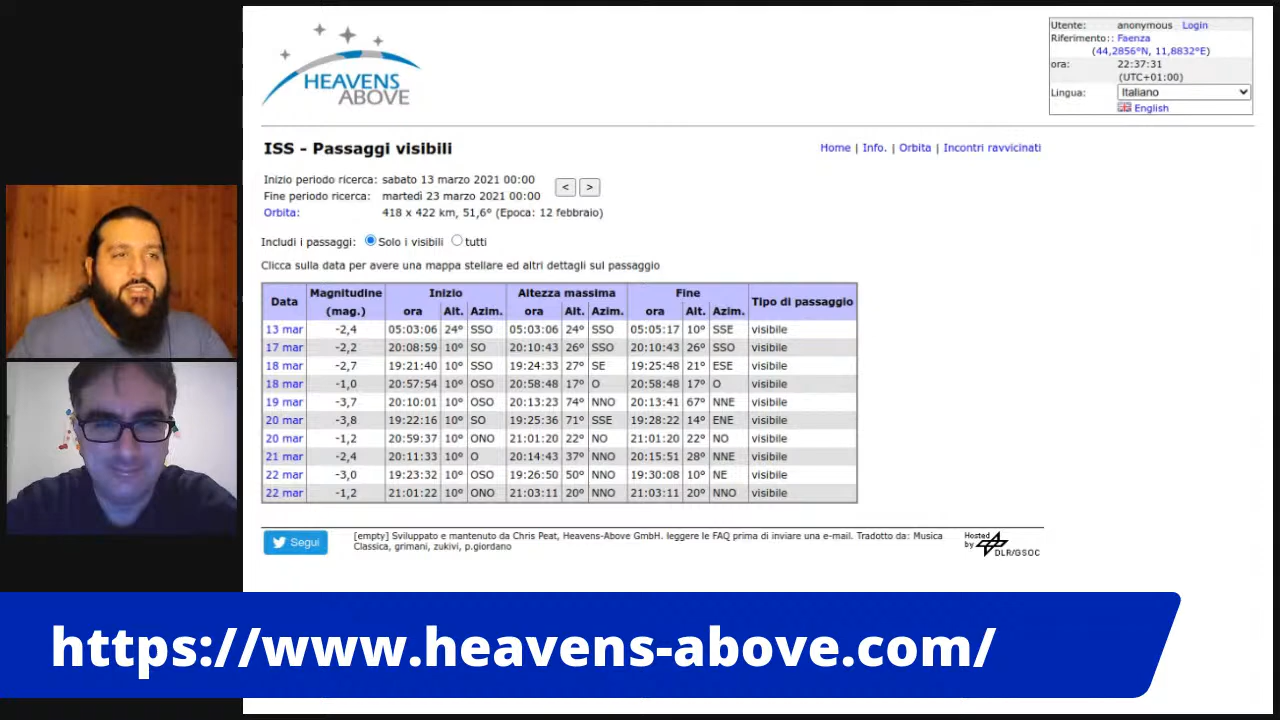 HEAVENS
ABOVE
Utente: anonymous Login
Riferimento:: Faenza
(44,2856°N, 11,8832°E)
ora: 22:37:31
(UTC+01:00)
Lingua: Italiano
English
ISS - Passaggi visibili
Home | Info. | Orbita | Incontri ravvicinati
Inizio periodo ricerca: sabato 13 marzo 2021 00:00
< >
Fine periodo ricerca: martedì 23 marzo 2021 00:00
Orbita: 418 x 422 km, 51,6° (Epoca: 12 febbraio)
Includi i passaggi: Solo i visibili tutti
Clicca sulla data per avere una mappa stellare ed altri dettagli sul passaggio
Data Magnitudine (mag.) Inizio Altezza massima Fine Tipo di passaggio
ora Alt. Azim. ora Alt. Azim. ora Alt. Azim.
13 mar -2,4 05:03:06 24° SSO 05:03:06 24° SSO 05:05:17 10° SSE visibile
17 mar -2,2 20:08:59 10° SO 20:10:43 26° SSO 20:10:43 26° SSO visibile
18 mar -2,7 19:21:40 10° SSO 19:24:33 27° SE 19:25:48 21° ESE visibile
18 mar -1,0 20:57:54 10° OSO 20:58:48 17° O 20:58:48 17° O visibile
19 mar -3,7 20:10:01 10° OSO 20:13:23 74° NNO 20:13:41 67° NNE visibile
20 mar -3,8 19:22:16 10° SO 19:25:36 71° SSE 19:28:22 14° ENE visibile
20 mar -1,2 20:59:37 10° ONO 21:01:20 22° NO 21:01:20 22° NO visibile
21 mar -2,4 20:11:33 10° O 20:14:43 37° NNO 20:15:51 28° NNE visibile
22 mar -3,0 19:23:32 10° OSO 19:26:50 50° NNO 19:30:08 10° NE visibile
22 mar -1,2 21:01:22 10° ONO 21:03:11 20° NNO 21:03:11 20° NNO visibile
Segui
[empty] Sviluppato e mantenuto da Chris Peat, Heavens-Above GmbH. leggere le FAQ prima di inviare una e-mail. Tradotto da: Musica
Classica, grimani, zukivi, p.giordano
Hosted
by
DLR/GSOC
https://www.heavens-above.com/